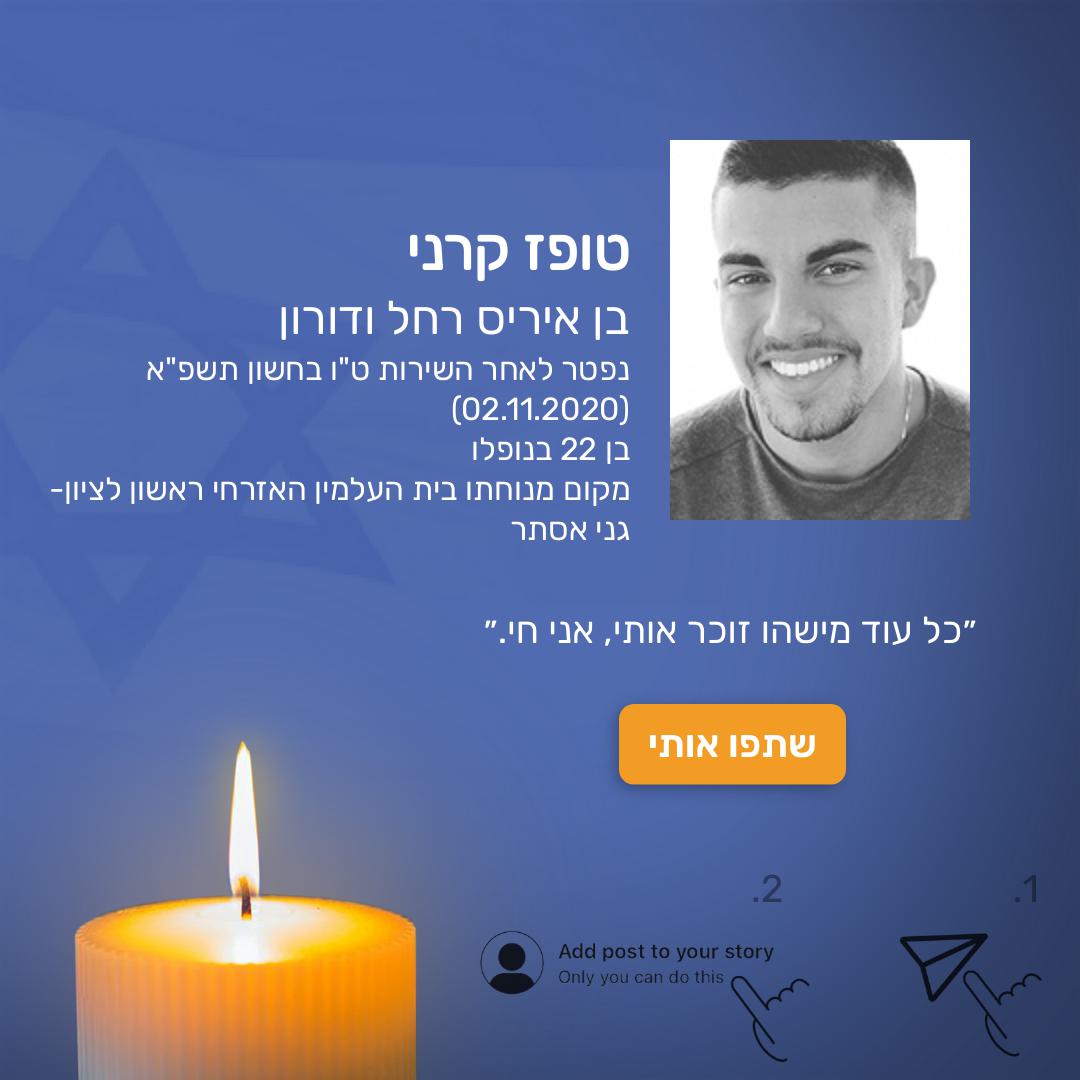 טופז קרני
בן איריס רחל ודורון
נפטר לאחר השירות ט"ו בחשון תשפ"א
(02.11.2020)
בן 22 בנופלו
מקום מנוחתו בית העלמין האזרחי ראשון לציון-
גני אסתר
״כל עוד מישהו זוכר אותי, אני חי.״
שתפו אותי
.1
.2
Add post to your story
Only you can do this